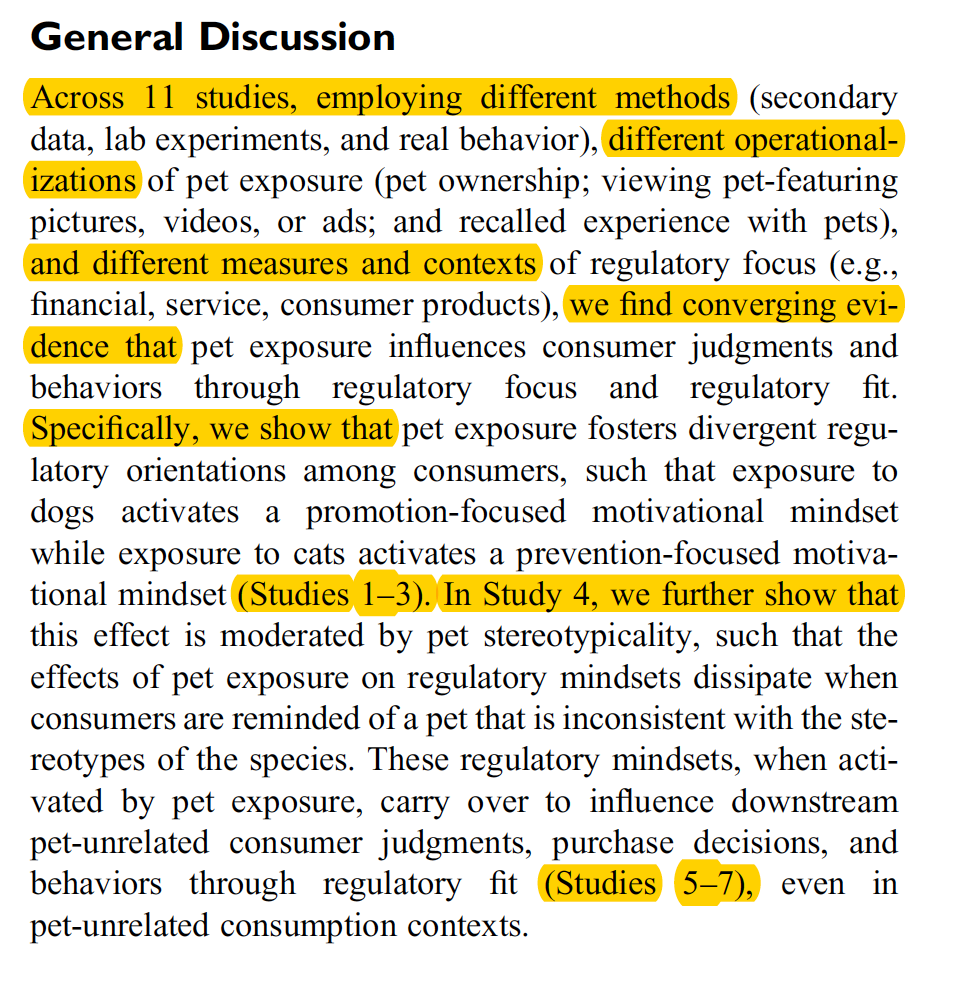 General Discussion
Across 11 studies, employing different methods (secondary
data, lab experiments, and real behavior), different operational-
izations of pet exposure (pet ownership; viewing pet-featuring
pictures, videos, or ads; and recalled experience with pets),
and different measures and contexts of regulatory focus (e.g.,
financial, service, consumer products), we find converging evi-
dence that pet exposure influences consumer judgments and
behaviors through regulatory focus and regulatory fit.
Specifically, we show that pet exposure fosters divergent regu-
latory orientations among consumers, such that exposure to
dogs activates a promotion-focused motivational mindset
while exposure to cats activates a prevention-focused motiva-
tional mindset (Studies 1–3). In Study 4, we further show that
this effect is moderated by pet stereotypicality, such that the
effects of pet exposure on regulatory mindsets dissipate when
consumers are reminded of a pet that is inconsistent with the ste-
reotypes of the species. These regulatory mindsets, when acti-
vated by pet exposure, carry over to influence downstream
pet-unrelated consumer judgments, purchase decisions, and
behaviors through regulatory fit (Studies 5–7), even in
pet-unrelated consumption contexts.